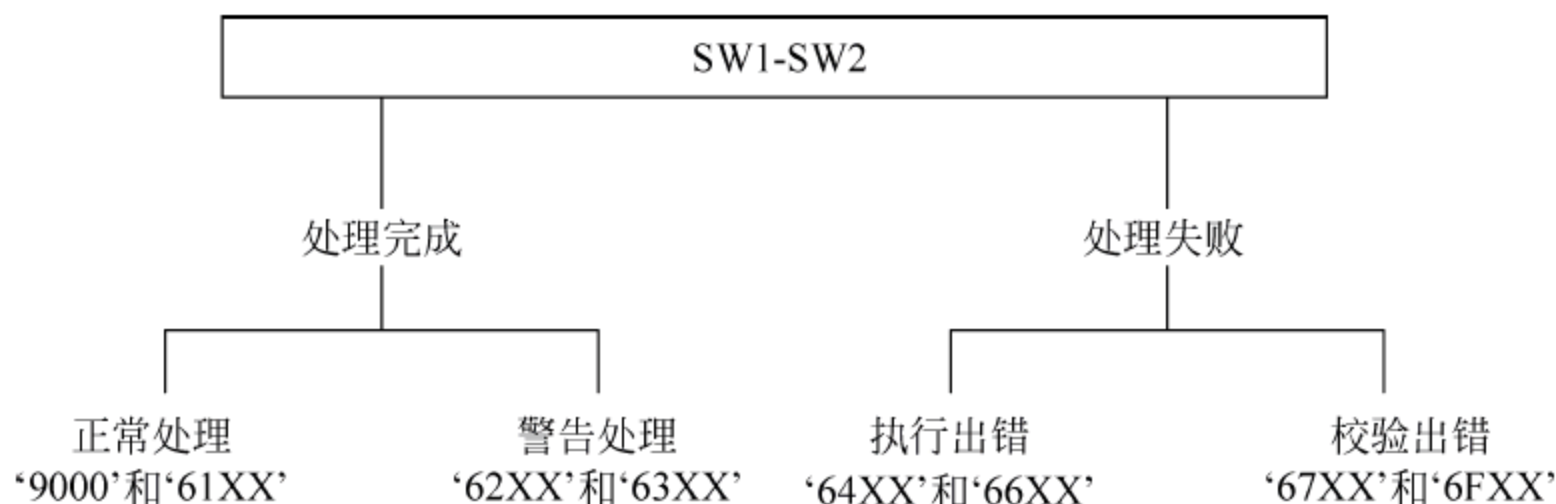 SW1-SW2
处理完成
处理失败
正常处理
‘9000’和‘61XX’
警告处理
‘62XX’和‘63XX’
执行出错
‘64XX’和‘66XX’
校验出错
‘67XX’和‘6FXX’